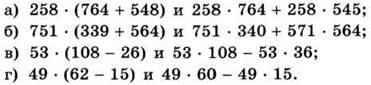 а) 258 · (764 + 548) и 258 · 764 + 258 · 545;
б) 751 · (339 + 564) и 751 · 340 + 571 · 564;
в) 53 · (108 – 26) и 53 · 108 – 53 · 36;
г) 49 · (62 – 15) и 49 · 60 – 49 · 15.